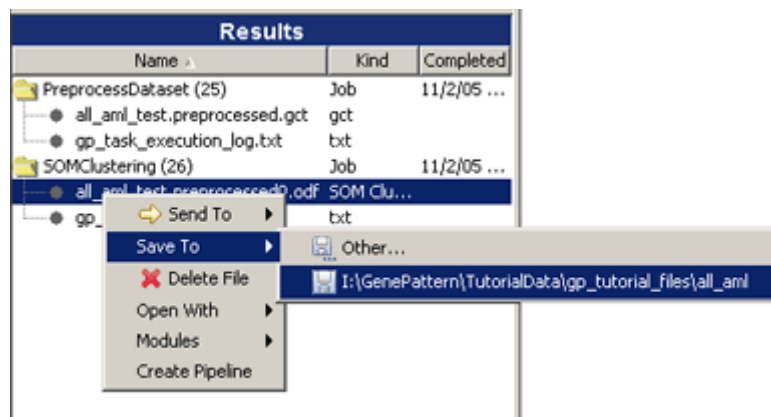 Results
Name Kind Completed
PreprocessDataset (25) Job 11/2/05 ...
all_aml_test.preprocessed.gct gct
gp_task_execution_log.txt txt
SOMClustering (26) Job 11/2/05 ...
all_aml_test.preprocessed0.odf SOM Clu...
gp_ txt
Send To
Save To
Other...
Delete File
I:\GenePattern\TutorialData\gp_tutorial_files\all_aml
Open With
Modules
Create Pipeline